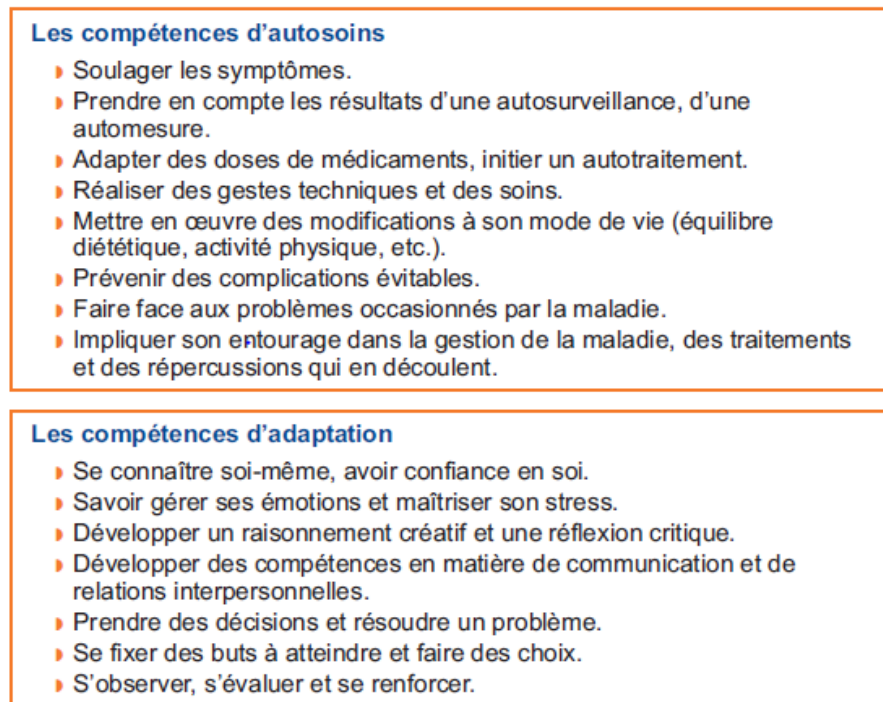 Les compétences d'autosoins
Soulager les symptômes.
Prendre en compte les résultats d'une autosurveillance, d'une
automesure.
Adapter des doses de médicaments, initier un autotraitement.
Réaliser des gestes techniques et des soins.
Mettre en œuvre des modifications à son mode de vie (équilibre
diététique, activité physique, etc.).
Prévenir des complications évitables.
Faire face aux problèmes occasionnés par la maladie.
Impliquer son entourage dans la gestion de la maladie, des traitements
et des répercussions qui en découlent.
Les compétences d'adaptation
Se connaître soi-même, avoir confiance en soi.
Savoir gérer ses émotions et maîtriser son stress.
Développer un raisonnement créatif et une réflexion critique.
Développer des compétences en matière de communication et de
relations interpersonnelles.
Prendre des décisions et résoudre un problème.
Se fixer des buts à atteindre et faire des choix.
S'observer, s'évaluer et se renforcer.